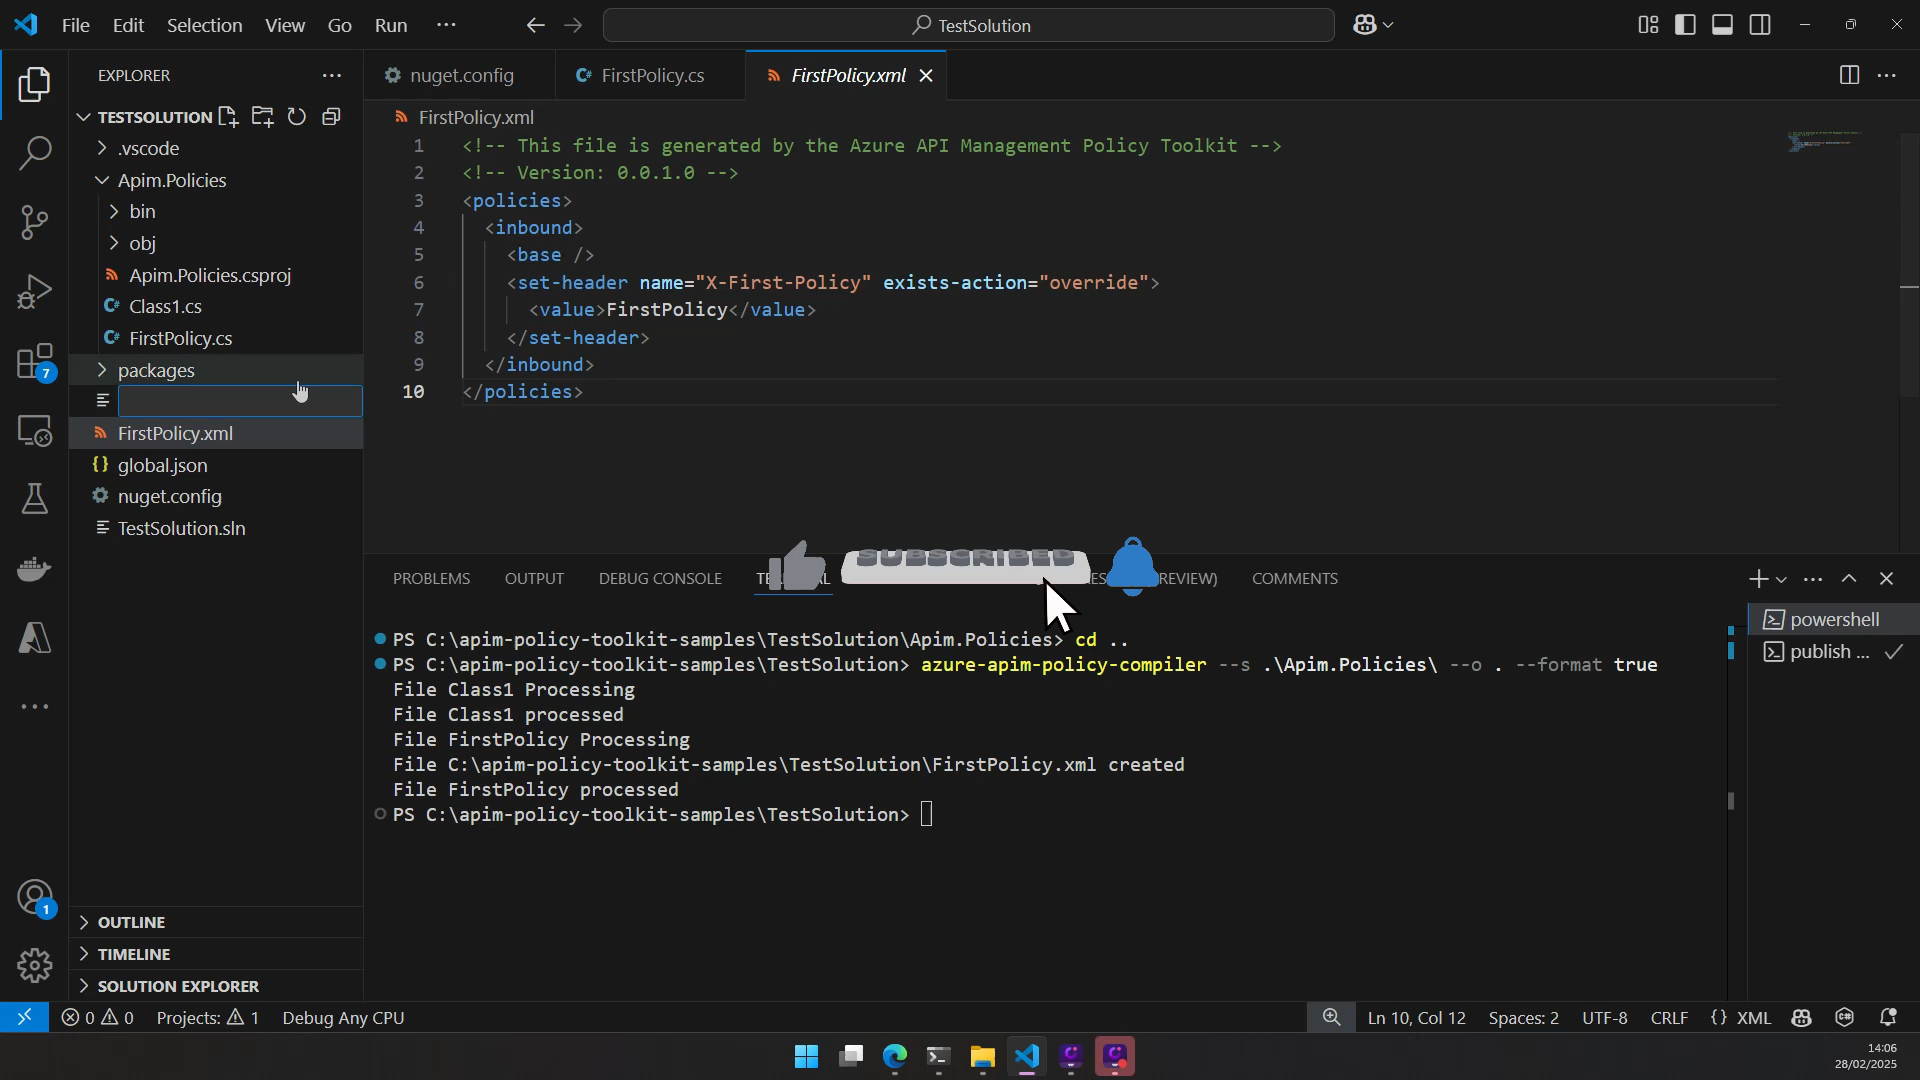 File Edit Selection View Go Run ···
TestSolution
EXPLORER
nuget.config
FirstPolicy.cs
FirstPolicy.xml
TESTSOLUTION
.vscode
Apim.Policies
bin
obj
Apim.Policies.csproj
Class1.cs
FirstPolicy.cs
packages
FirstPolicy.xml
global.json
nuget.config
TestSolution.sln
OUTLINE
TIMELINE
SOLUTION EXPLORER
FirstPolicy.xml
1 <!-- This file is generated by the Azure API Management Policy Toolkit -->
2 <!-- Version: 0.0.1.0 -->
3 <policies>
4 <inbound>
5 <base />
6 <set-header name="X-First-Policy" exists-action="override">
7 <value>FirstPolicy</value>
8 </set-header>
9 </inbound>
10 </policies>
SUBSCRIBED
PROBLEMS OUTPUT DEBUG CONSOLE COMMENTS
PS C:\apim-policy-toolkit-samples\TestSolution\Apim.Policies> cd ..
PS C:\apim-policy-toolkit-samples\TestSolution> azure-apim-policy-compiler --s .\Apim.Policies\ --o . --format true
File Class1 Processing
File Class1 processed
File FirstPolicy Processing
File C:\apim-policy-toolkit-samples\TestSolution\FirstPolicy.xml created
File FirstPolicy processed
PS C:\apim-policy-toolkit-samples\TestSolution>
powershell
publish ...
7
1
0 0 Projects: 1 Debug Any CPU
Ln 10, Col 12 Spaces: 2 UTF-8 CRLF {} XML
14:06
28/02/2025